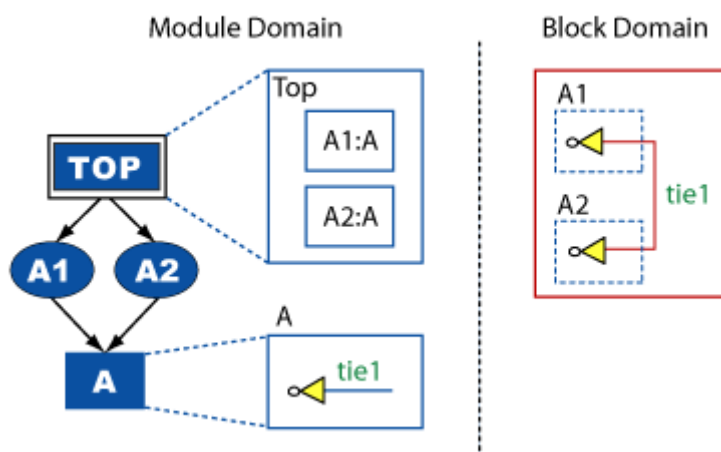 Module Domain
Block Domain
Top
A1:A
A2:A
TOP
A1
A2
A
A
tie1
A1
A2
tie1